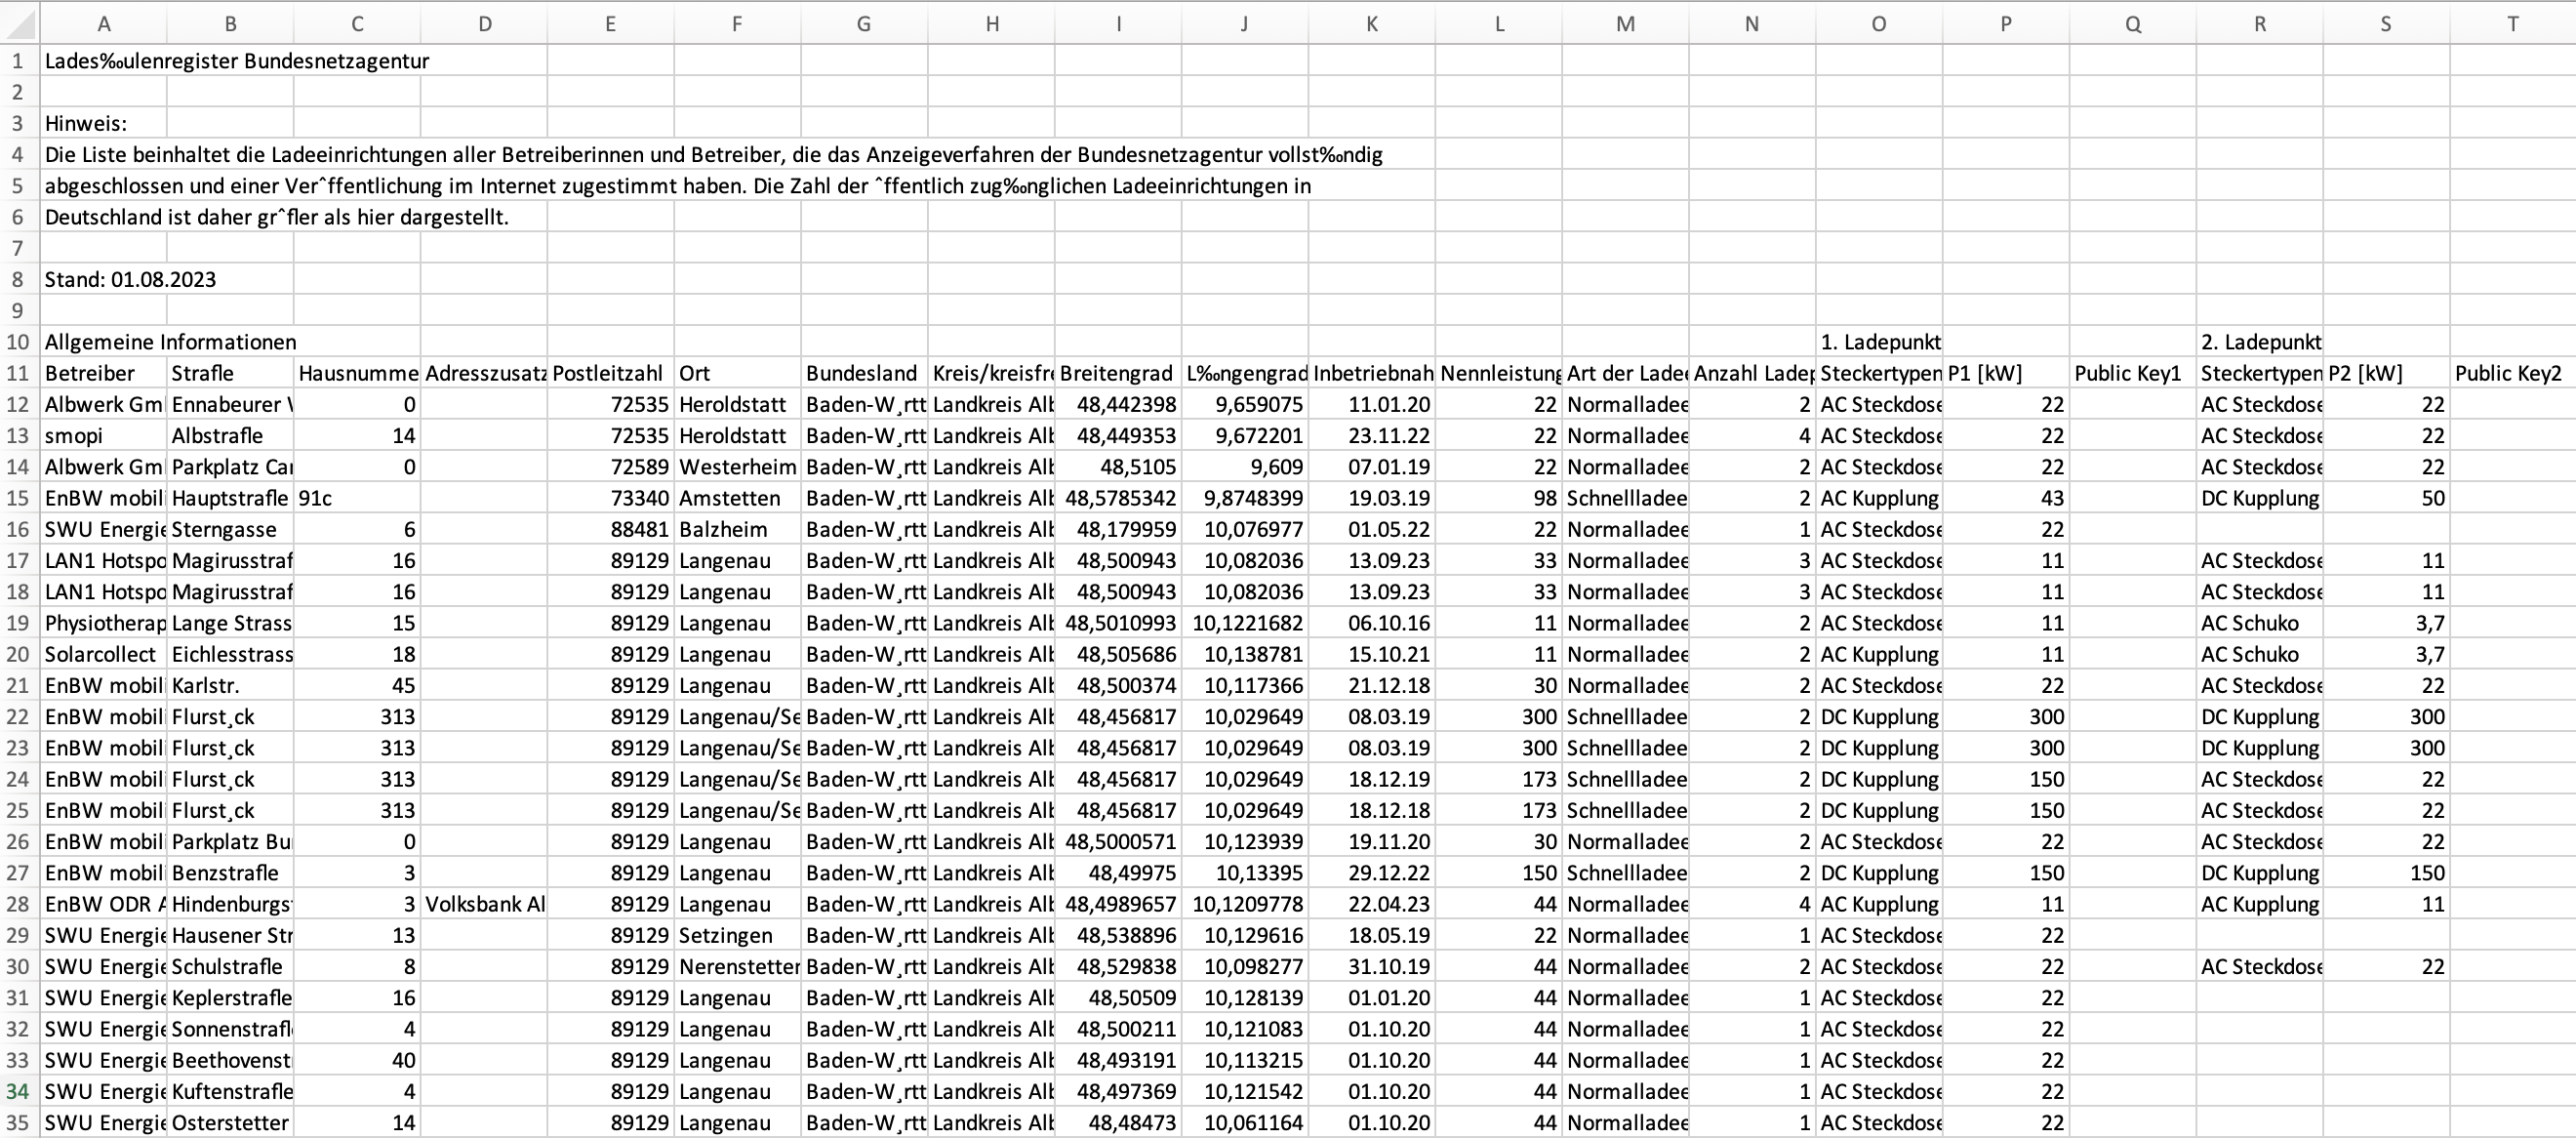 A B C D E F G H I J K L M N O P Q R S T
1 Lades‰ulenregister Bundesnetzagentur
2
3 Hinweis:
4 Die Liste beinhaltet die Ladeeinrichtungen aller Betreiberinnen und Betreiber, die das Anzeigeverfahren der Bundesnetzagentur vollst‰ndig
5 abgeschlossen und einer Verˆffentlichung im Internet zugestimmt haben. Die Zahl der ˆffentlich zug‰nglichen Ladeeinrichtungen in
6 Deutschland ist daher grˆfler als hier dargestellt.
7
8 Stand: 01.08.2023
9
10 Allgemeine Informationen 1. Ladepunkt 2. Ladepunkt
11 Betreiber Strafle Hausnumme Adresszusatz Postleitzahl Ort Bundesland Kreis/kreisfre Breitengrad L‰ngengrad Inbetriebnah Nennleistung Art der Ladee Anzahl Ladep Steckertypen P1 [kW] Public Key1 Steckertypen P2 [kW] Public Key2
12 Albwerk Gm Ennabeurer 0 72535 Heroldstatt Baden-W¸rtt Landkreis Alb 48,442398 9,659075 11.01.20 22 Normalladee 2 AC Steckdose 22 AC Steckdose 22
13 smopi Albstrafle 14 72535 Heroldstatt Baden-W¸rtt Landkreis Alb 48,449353 9,672201 23.11.22 22 Normalladee 4 AC Steckdose 22 AC Steckdose 22
14 Albwerk Gm Parkplatz Car 0 72589 Westerheim Baden-W¸rtt Landkreis Alb 48,5105 9,609 07.01.19 22 Normalladee 2 AC Steckdose 22 AC Steckdose 22
15 EnBW mobili Hauptstrafle 91c 73340 Amstetten Baden-W¸rtt Landkreis Alb 48,5785342 9,8748399 19.03.19 98 Schnellladee 2 AC Kupplung 43 DC Kupplung 50
16 SWU Energie Sterngasse 6 88481 Balzheim Baden-W¸rtt Landkreis Alb 48,179959 10,076977 01.05.22 22 Normalladee 1 AC Steckdose 22
17 LAN1 Hotspo Magirusstraf 16 89129 Langenau Baden-W¸rtt Landkreis Alb 48,500943 10,082036 13.09.23 33 Normalladee 3 AC Steckdose 11 AC Steckdose 11
18 LAN1 Hotspo Magirusstraf 16 89129 Langenau Baden-W¸rtt Landkreis Alb 48,500943 10,082036 13.09.23 33 Normalladee 3 AC Steckdose 11 AC Steckdose 11
19 Physiotherap Lange Strass 15 89129 Langenau Baden-W¸rtt Landkreis Alb 48,5010993 10,1221682 06.10.16 11 Normalladee 2 AC Steckdose 11 AC Schuko 3,7
20 Solarcollect Eichlesstrass 18 89129 Langenau Baden-W¸rtt Landkreis Alb 48,505686 10,138781 15.10.21 11 Normalladee 2 AC Kupplung 11 AC Schuko 3,7
21 EnBW mobili Karlstr. 45 89129 Langenau Baden-W¸rtt Landkreis Alb 48,500374 10,117366 21.12.18 30 Normalladee 2 AC Steckdose 22 AC Steckdose 22
22 EnBW mobili Flurst¸ck 313 89129 Langenau/Se Baden-W¸rtt Landkreis Alb 48,456817 10,029649 08.03.19 300 Schnellladee 2 DC Kupplung 300 DC Kupplung 300
23 EnBW mobili Flurst¸ck 313 89129 Langenau/Se Baden-W¸rtt Landkreis Alb 48,456817 10,029649 08.03.19 300 Schnellladee 2 DC Kupplung 300 DC Kupplung 300
24 EnBW mobili Flurst¸ck 313 89129 Langenau/Se Baden-W¸rtt Landkreis Alb 48,456817 10,029649 18.12.19 173 Schnellladee 2 DC Kupplung 150 AC Steckdose 22
25 EnBW mobili Flurst¸ck 313 89129 Langenau/Se Baden-W¸rtt Landkreis Alb 48,456817 10,029649 18.12.18 173 Schnellladee 2 DC Kupplung 150 AC Steckdose 22
26 EnBW mobili Parkplatz Bu 0 89129 Langenau Baden-W¸rtt Landkreis Alb 48,5000571 10,123939 19.11.20 30 Normalladee 2 AC Steckdose 22 AC Steckdose 22
27 EnBW mobili Benzstrafle 3 89129 Langenau Baden-W¸rtt Landkreis Alb 48,49975 10,13395 29.12.22 150 Schnellladee 2 DC Kupplung 150 DC Kupplung 150
28 EnBW ODR A Hindenburgs 3 Volksbank Al 89129 Langenau Baden-W¸rtt Landkreis Alb 48,4989657 10,1209778 22.04.23 44 Normalladee 4 AC Kupplung 11 AC Kupplung 11
29 SWU Energie Hausener Str 13 89129 Setzingen Baden-W¸rtt Landkreis Alb 48,538896 10,129616 18.05.19 22 Normalladee 1 AC Steckdose 22
30 SWU Energie Schulstrafle 8 89129 Nerenstetten Baden-W¸rtt Landkreis Alb 48,529838 10,098277 31.10.19 44 Normalladee 2 AC Steckdose 22 AC Steckdose 22
31 SWU Energie Keplerstrafle 16 89129 Langenau Baden-W¸rtt Landkreis Alb 48,50509 10,128139 01.01.20 44 Normalladee 1 AC Steckdose 22
32 SWU Energie Sonnenstrafl 4 89129 Langenau Baden-W¸rtt Landkreis Alb 48,500211 10,121083 01.10.20 44 Normalladee 1 AC Steckdose 22
33 SWU Energie Beethovenst 40 89129 Langenau Baden-W¸rtt Landkreis Alb 48,493191 10,113215 01.10.20 44 Normalladee 1 AC Steckdose 22
34 SWU Energie Kuftenstrafle 4 89129 Langenau Baden-W¸rtt Landkreis Alb 48,497369 10,121542 01.10.20 44 Normalladee 1 AC Steckdose 22
35 SWU Energie Osterstetter 14 89129 Langenau Baden-W¸rtt Landkreis Alb 48,48473 10,061164 01.10.20 44 Normalladee 1 AC Steckdose 22